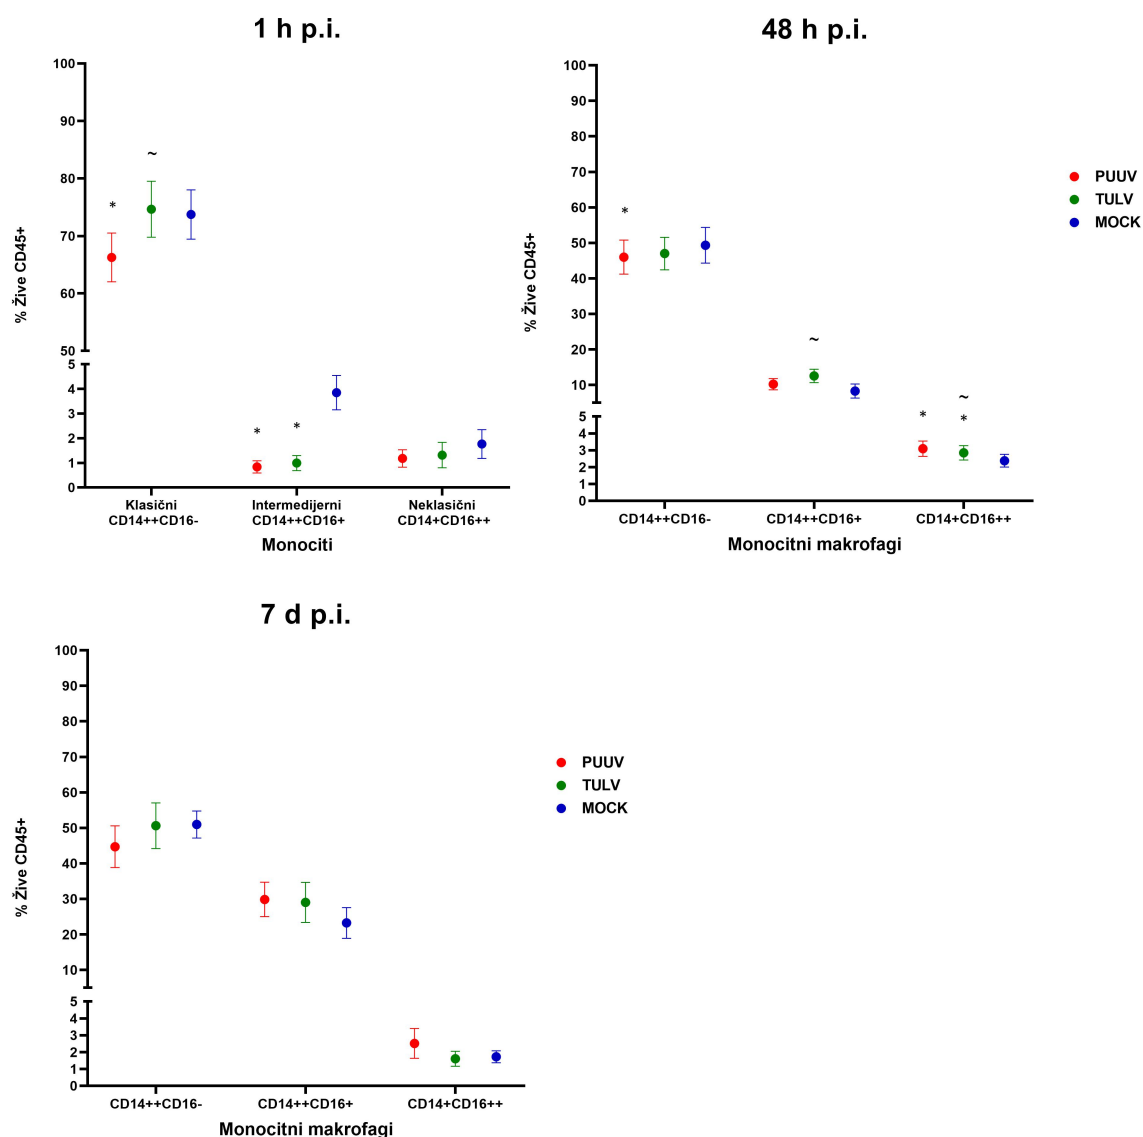 1 h p.i.
100
90
80
70
60
50
5
4
3
2
1
0
% Žive CD45+
*
~
*
*
Klasični
CD14++CD16-
Intermedijerni
CD14++CD16+
Neklasični
CD14+CD16++
Monociti
48 h p.i.
100
90
80
70
60
50
40
30
20
10
5
4
3
2
1
0
% Žive CD45+
*
~
*
~
*
CD14++CD16-
CD14++CD16+
CD14+CD16++
Monocitni makrofagi
PUUV
TULV
MOCK
7 d p.i.
100
90
80
70
60
50
40
30
20
10
5
4
3
2
1
0
% Žive CD45+
CD14++CD16-
CD14++CD16+
CD14+CD16++
Monocitni makrofagi
PUUV
TULV
MOCK